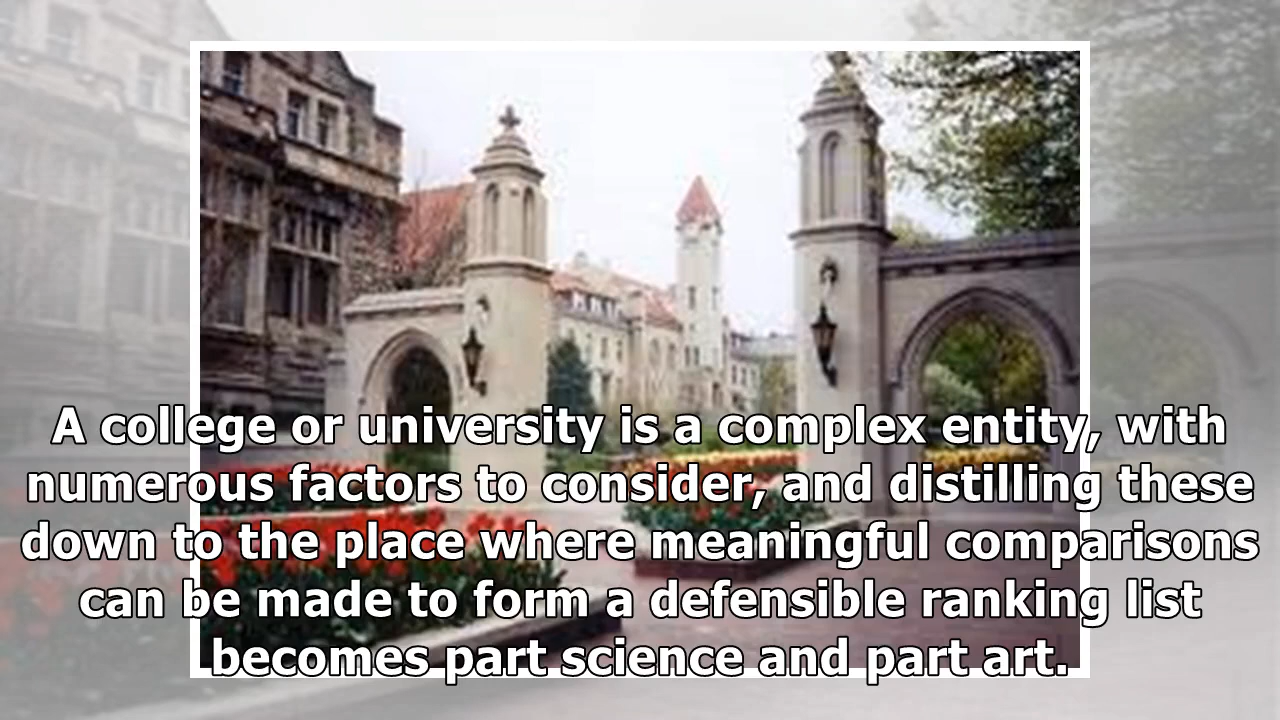 A college or university is a complex entity, with
numerous factors to consider, and distilling these
down to the place where meaningful comparisons
can be made to form a defensible ranking list
becomes part science and part art.